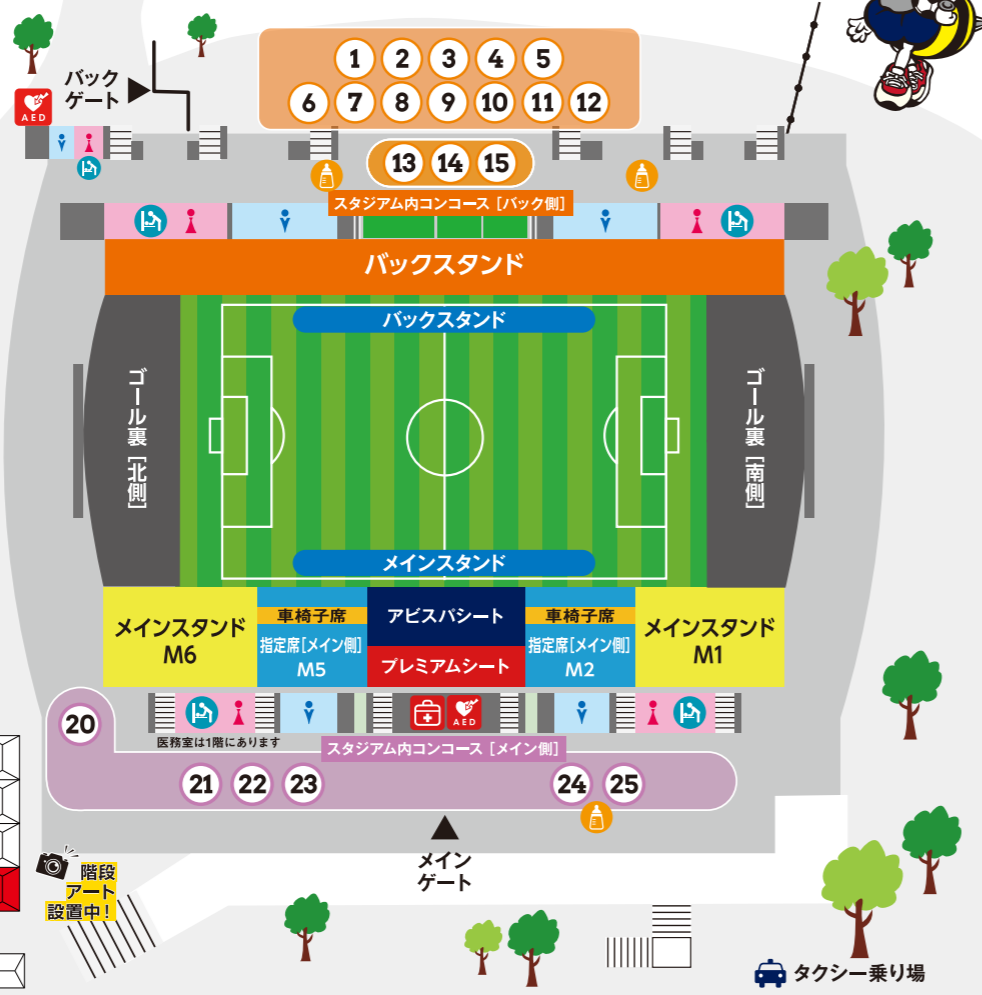 1 2 3 4 5
バック
ゲート
AED
6 7 8 9 10 11 12
13 14 15
スタジアム内コンコース [バック側]
バックスタンド
バックスタンド
ゴール裏 [北側]
ゴール裏 [南側]
メインスタンド
メインスタンド
M6
車椅子席
指定席[メイン側]
M5
アビスパシート
プレミアムシート
車椅子席
指定席[メイン側]
M2
メインスタンド
M1
AED
20
医務室は1階にあります
スタジアム内コンコース [メイン側]
21 22 23 24 25
メイン
ゲート
階段
アート
設置中!
タクシー乗り場